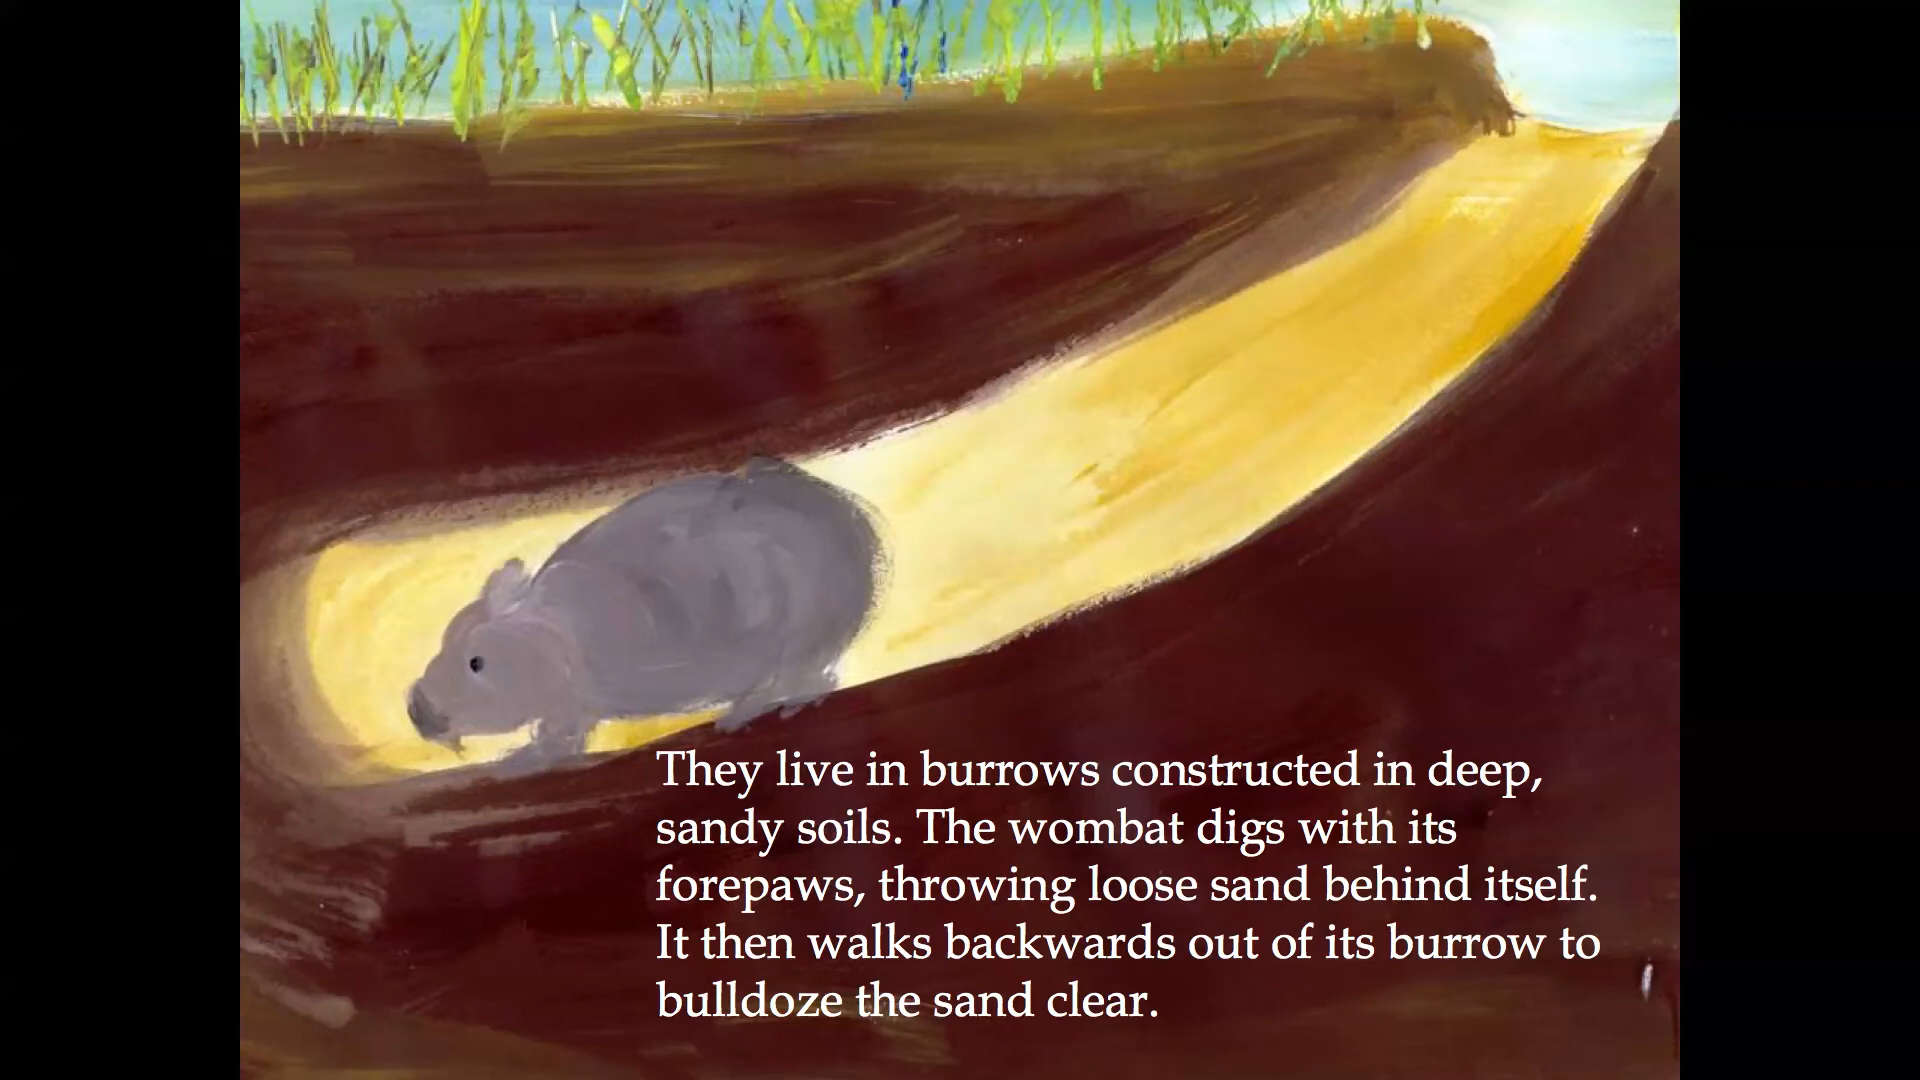 They live in burrows constructed in deep,
sandy soils. The wombat digs with its
forepaws, throwing loose sand behind itself.
It then walks backwards out of its burrow to
bulldoze the sand clear.